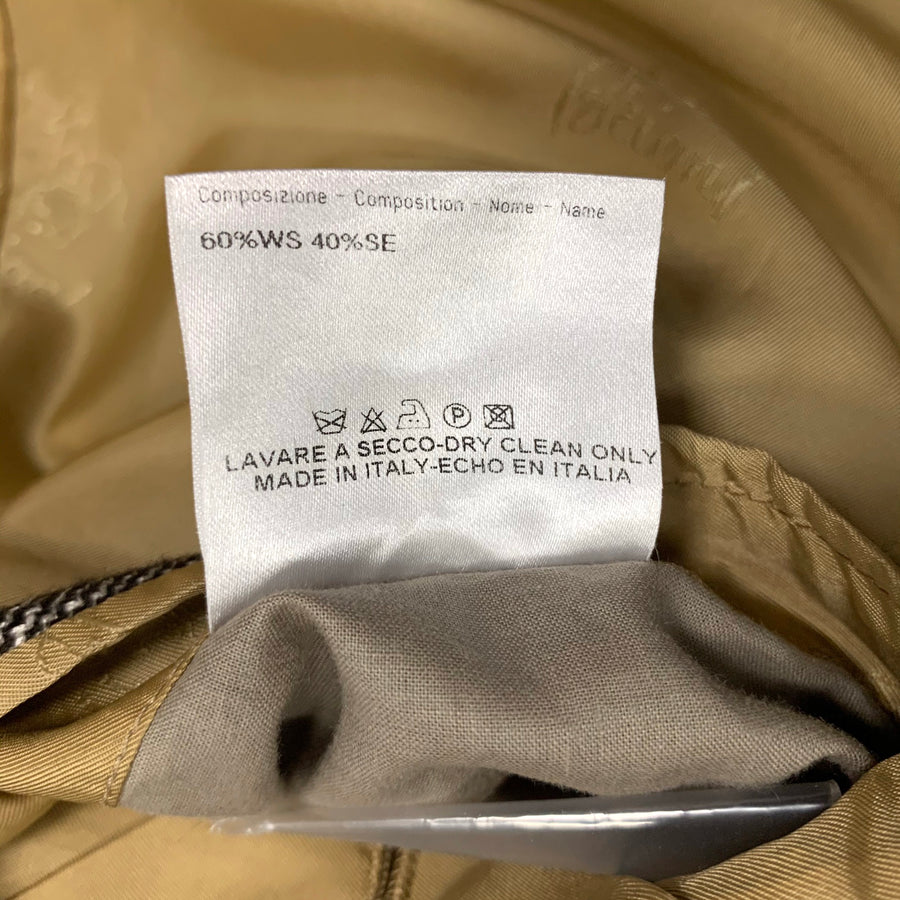 Composizione - Composition - Nome - Name
60%WS 40%SE
P
LAVARE A SECCO-DRY CLEAN ONLY
MADE IN ITALY-ECHO EN ITALIA